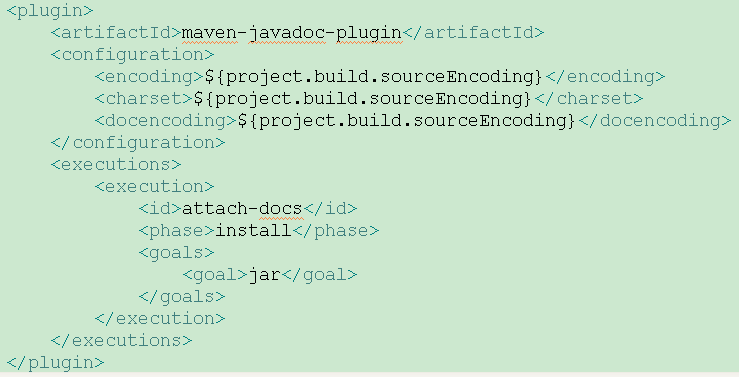 <plugin>
    <artifactId>maven-javadoc-plugin</artifactId>
    <configuration>
        <encoding>${project.build.sourceEncoding}</encoding>
        <charset>${project.build.sourceEncoding}</charset>
        <docencoding>${project.build.sourceEncoding}</docencoding>
    </configuration>
    <executions>
        <execution>
            <id>attach-docs</id>
            <phase>install</phase>
            <goals>
                <goal>jar</goal>
            </goals>
        </execution>
    </executions>
</plugin>